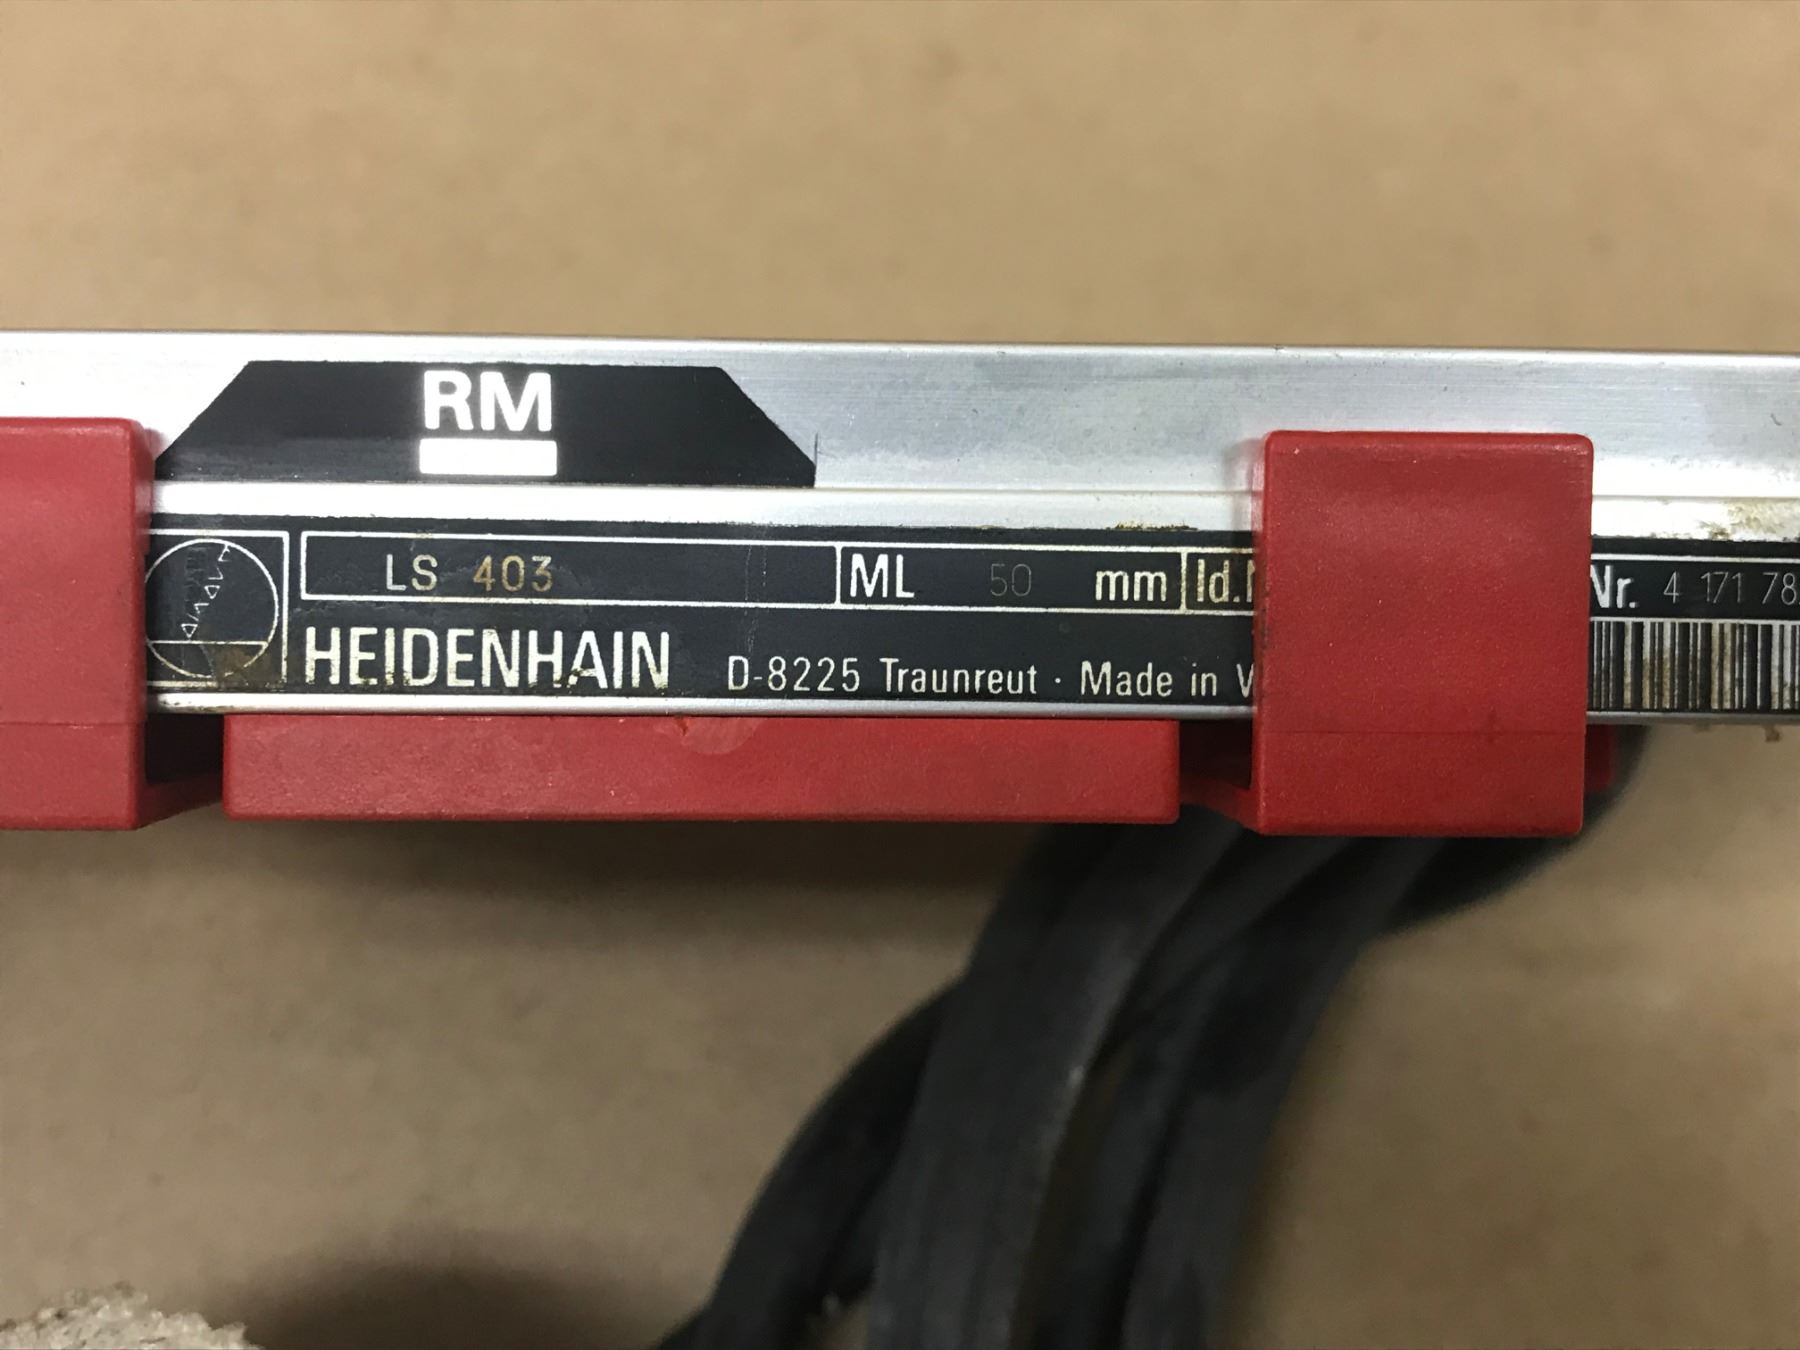 RM
LS 403 ML 50 mm Id.N Nr. 4 171 78
HEIDENHAIN D-8225 Traunreut · Made in W